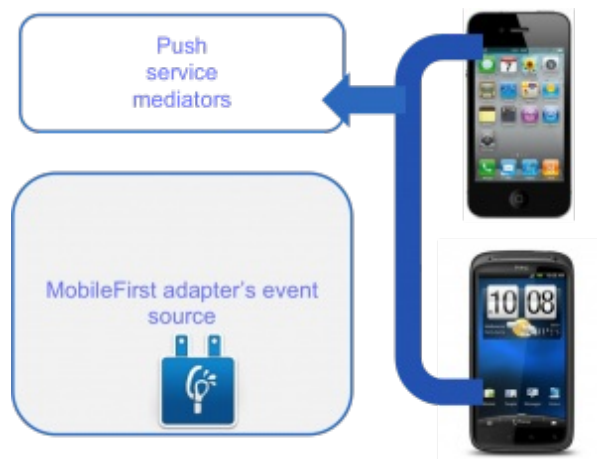 Push
service
mediators
MobileFirst adapter's event
source
10 08